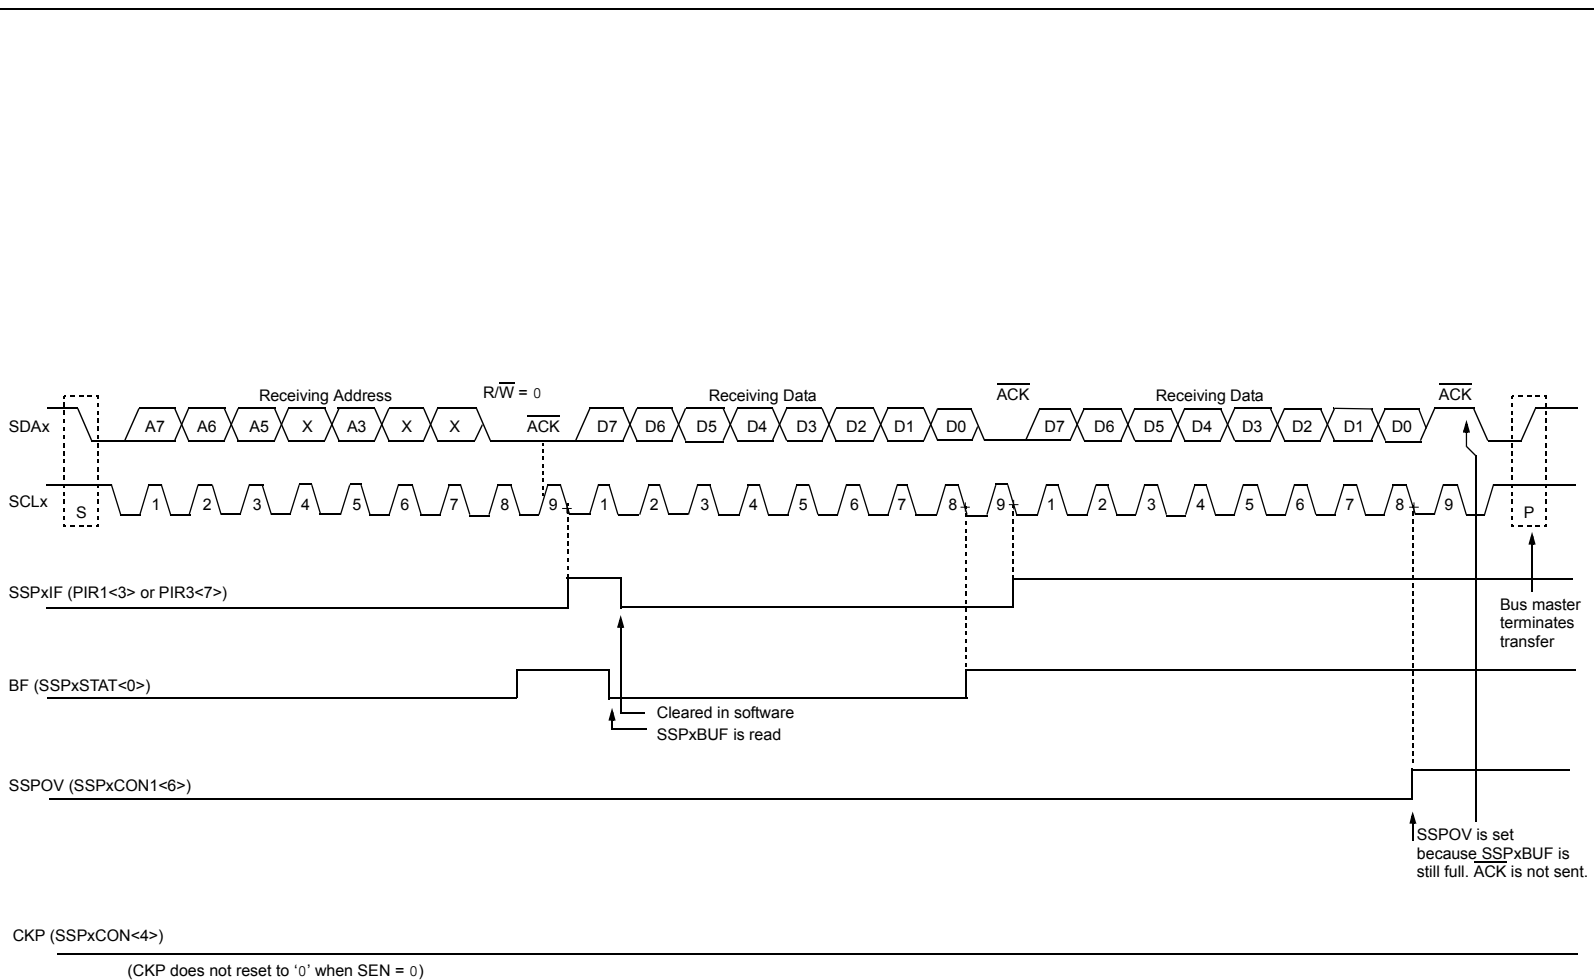 Receiving Address R/W = 0 Receiving Data ACK Receiving Data ACK
SDAx A7 A6 A5 X A3 X X ACK D7 D6 D5 D4 D3 D2 D1 D0 D7 D6 D5 D4 D3 D2 D1 D0
SCLx S 1 2 3 4 5 6 7 8 9 1 2 3 4 5 6 7 8 9 1 2 3 4 5 6 7 8 9 P
SSPxIF (PIR1<3> or PIR3<7>)
Bus master
terminates
transfer
BF (SSPxSTAT<0>)
Cleared in software
SSPxBUF is read
SSPOV (SSPxCON1<6>)
SSPOV is set
because SSPxBUF is
still full. ACK is not sent.
CKP (SSPxCON<4>)
(CKP does not reset to ‘0’ when SEN = 0)